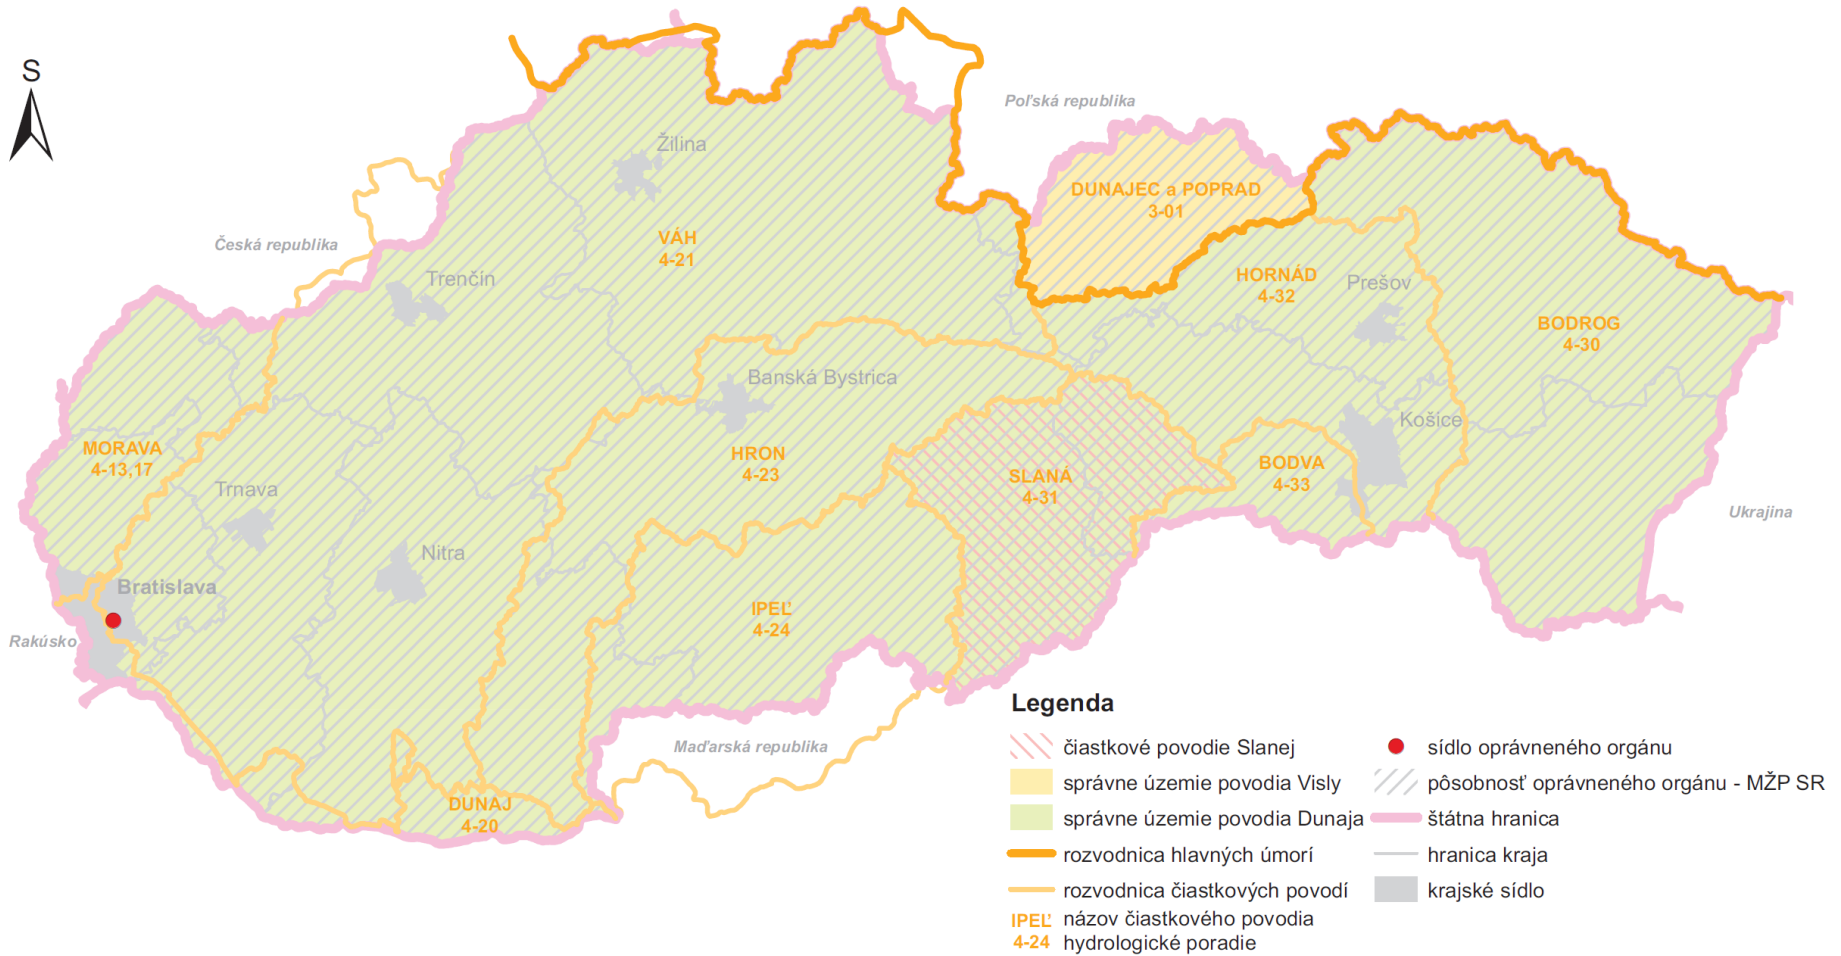 S
Poľská republika
Žilina
DUNAJEC a POPRAD
3-01
Česká republika
VÁH
4-21
Trenčín
HORNÁD
4-32
Prešov
BODROG
4-30
Banská Bystrica
Košice
MORAVA
4-13,17
HRON
4-23
SLANÁ
4-31
BODVA
4-33
Trnava
Ukrajina
Nitra
Bratislava
IPEĽ
4-24
Rakúsko
Maďarská republika
DUNAJ
4-20
Legenda
čiastkové povodie Slanej
správne územie povodia Visly
správne územie povodia Dunaja
rozvodnica hlavných úmorí
rozvodnica čiastkových povodí
IPEĽ názov čiastkového povodia
4-24 hydrologické poradie
sídlo oprávneného orgánu
pôsobnosť oprávneného orgánu - MŽP SR
štátna hranica
hranica kraja
krajské sídlo